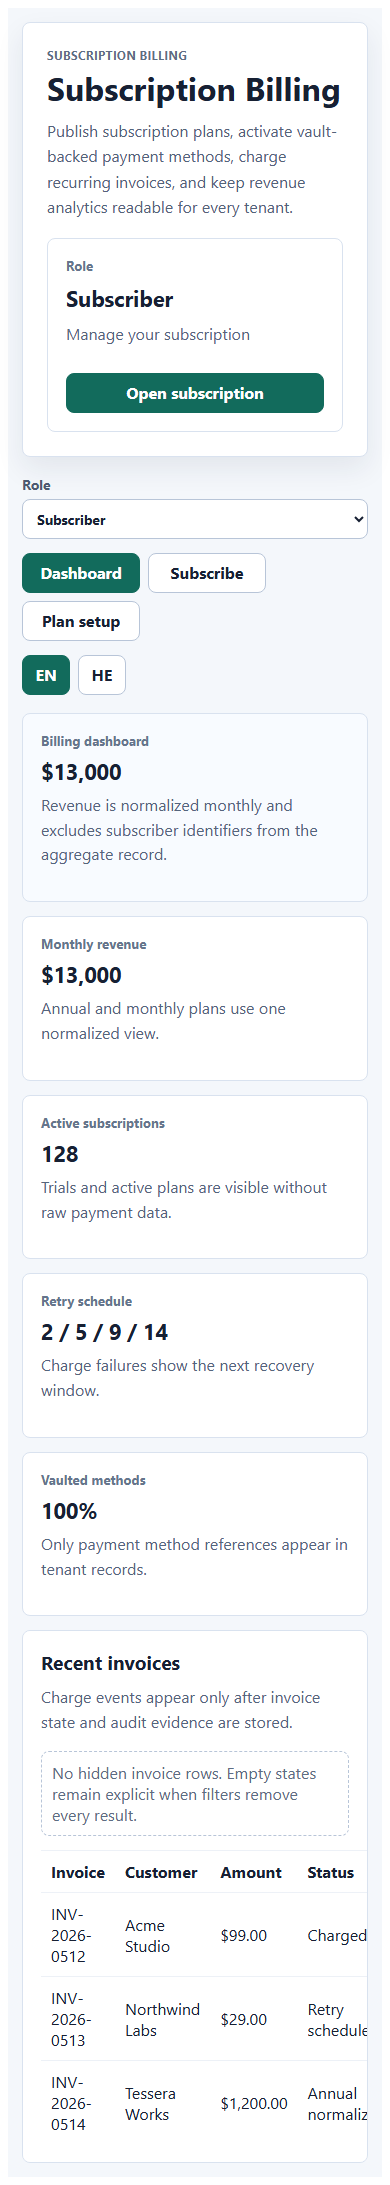 SUBSCRIPTION BILLING
Subscription Billing
Publish subscription plans, activate vault-
backed payment methods, charge
recurring invoices, and keep revenue
analytics readable for every tenant.
Role
Subscriber
Manage your subscription
Open subscription
Role
Subscriber
Dashboard
Subscribe
Plan setup
EN
HE
Billing dashboard
$13,000
Revenue is normalized monthly and
excludes subscriber identifiers from the
aggregate record.
Monthly revenue
$13,000
Annual and monthly plans use one
normalized view.
Active subscriptions
128
Trials and active plans are visible without
raw payment data.
Retry schedule
2 / 5 / 9 / 14
Charge failures show the next recovery
window.
Vaulted methods
100%
Only payment method references appear in
tenant records.
Recent invoices
Charge events appear only after invoice
state and audit evidence are stored.
No hidden invoice rows. Empty states
remain explicit when filters remove
every result.
Invoice Customer Amount Status
INV-
2026-
0512
Acme
Studio
$99.00
Charged
INV-
2026-
0513
Northwind
Labs
$29.00
Retry
schedule
INV-
2026-
0514
Tessera
Works
$1,200.00
Annual
normaliz